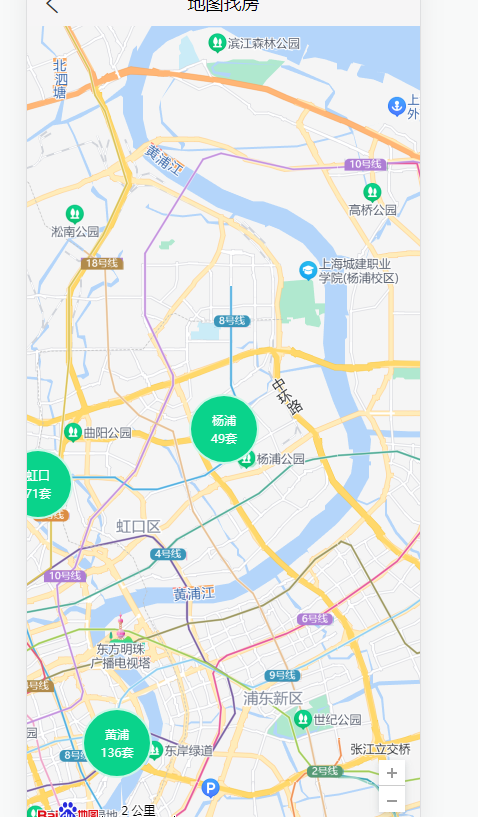 地图找房
滨江森林公园
北
泗
塘
上
外
黄浦江
10号线
高桥公园
淞南公园
18号线
上海城建职业
学院(杨浦校区)
8号线
中环路
杨浦
49套
曲阳公园
杨浦公园
虹口
71套
虹口区
4号线
10号线
黄浦江
6号线
东方明珠
广播电视塔
9号线
浦东新区
世纪公园
黄浦
136套
东岸绿道
张江立交桥
8号
2号线
P
+
Bai 地图
绿地
2 公里
−